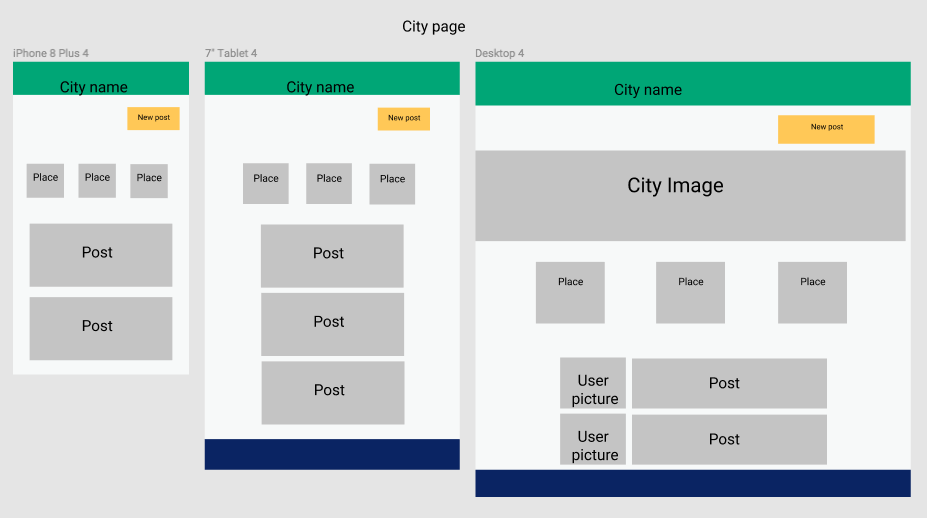 City page
iPhone 8 Plus 4
City name
New post
Place Place Place
Post
Post
7" Tablet 4
City name
New post
Place Place Place
Post
Post
Post
Desktop 4
City name
New post
City Image
Place Place Place
User
picture
Post
User
picture
Post